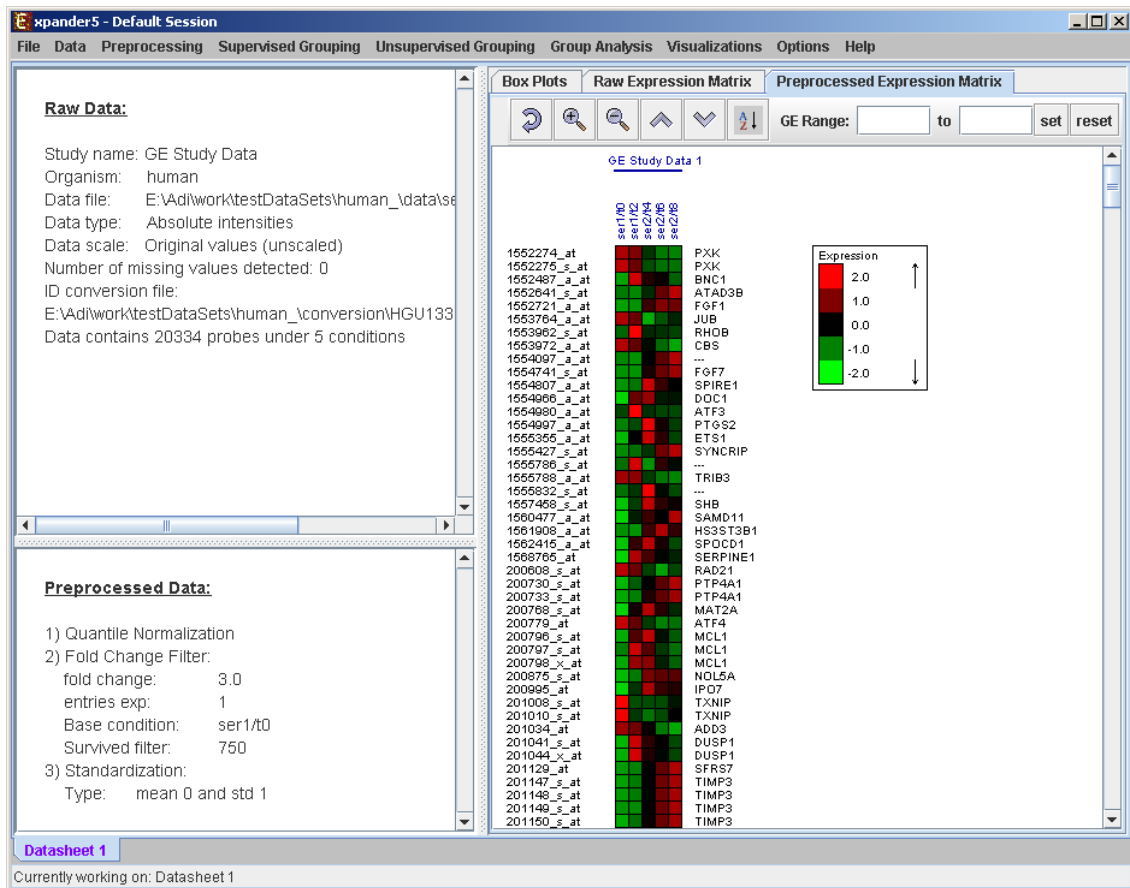 xpander5 - Default Session
File Data Preprocessing Supervised Grouping Unsupervised Grouping Group Analysis Visualizations Options Help
Raw Data:
Study name: GE Study Data
Organism: human
Data file: E:\Adi\work\testDataSets\human_\data\se
Data type: Absolute intensities
Data scale: Original values (unscaled)
Number of missing values detected: 0
ID conversion file:
E:\Adi\work\testDataSets\human_\conversion\HGU133
Data contains 20334 probes under 5 conditions
Preprocessed Data:
1) Quantile Normalization
2) Fold Change Filter:
fold change: 3.0
entries exp: 1
Base condition: ser1/t0
Survived filter: 750
3) Standardization:
Type: mean 0 and std 1
Box Plots Raw Expression Matrix Preprocessed Expression Matrix
A Z GE Range: to set reset
GE Study Data 1
ser1/t0 ser1/t2 ser2/t4 ser2/t6 ser2/t8
1552274_at PXK
1552275_s_at PXK
1552487_a_at BNC1
1552641_s_at ATAD3B
1552721_a_at FGF1
1553764_a_at JUB
1553962_s_at RHOB
1553972_a_at CBS
1554097_a_at ---
1554741_s_at FGF7
1554807_a_at SPIRE1
1554966_a_at DOC1
1554980_a_at ATF3
1554997_a_at PTGS2
1555355_a_at ETS1
1555427_s_at SYNCRIP
1555786_s_at ---
1555788_a_at TRIB3
1555832_s_at ---
1557458_s_at SHB
1560477_a_at SAMD11
1561908_a_at HS3ST3B1
1562415_a_at SPOCD1
1568765_at SERPINE1
200608_s_at RAD21
200730_s_at PTP4A1
200733_s_at PTP4A1
200768_s_at MAT2A
200779_at ATF4
200796_s_at MCL1
200797_s_at MCL1
200798_x_at MCL1
200875_s_at NOL5A
200995_at IPO7
201008_s_at TXNIP
201010_s_at TXNIP
201034_at ADD3
201041_s_at DUSP1
201044_x_at DUSP1
201129_at SFRS7
201147_s_at TIMP3
201148_s_at TIMP3
201149_s_at TIMP3
201150_s_at TIMP3
Expression
2.0
1.0
0.0
-1.0
-2.0
Datasheet 1
Currently working on: Datasheet 1